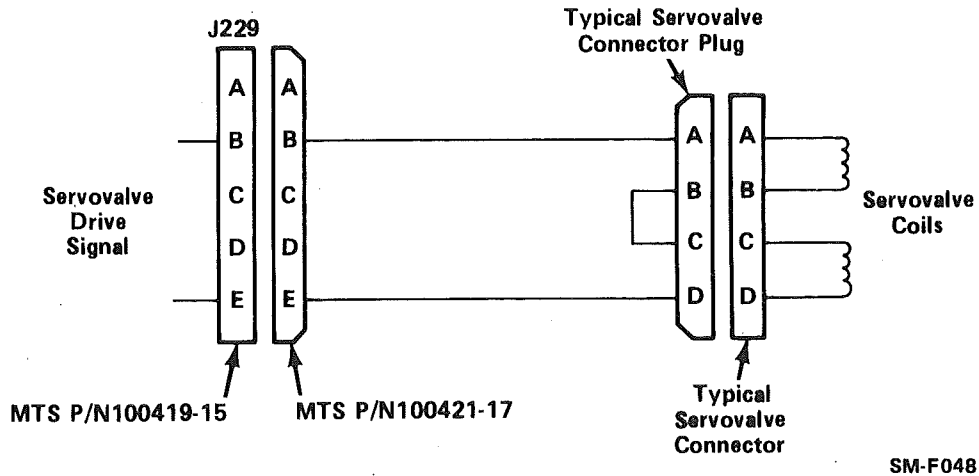 J229
Typical Servovalve
Connector Plug
A
B
C
D
E
A
B
C
D
E
A
B
C
D
A
B
C
D
Servovalve
Drive
Signal
Servovalve
Coils
MTS P/N100419-15
MTS P/N100421-17
Typical
Servovalve
Connector
SM-F048